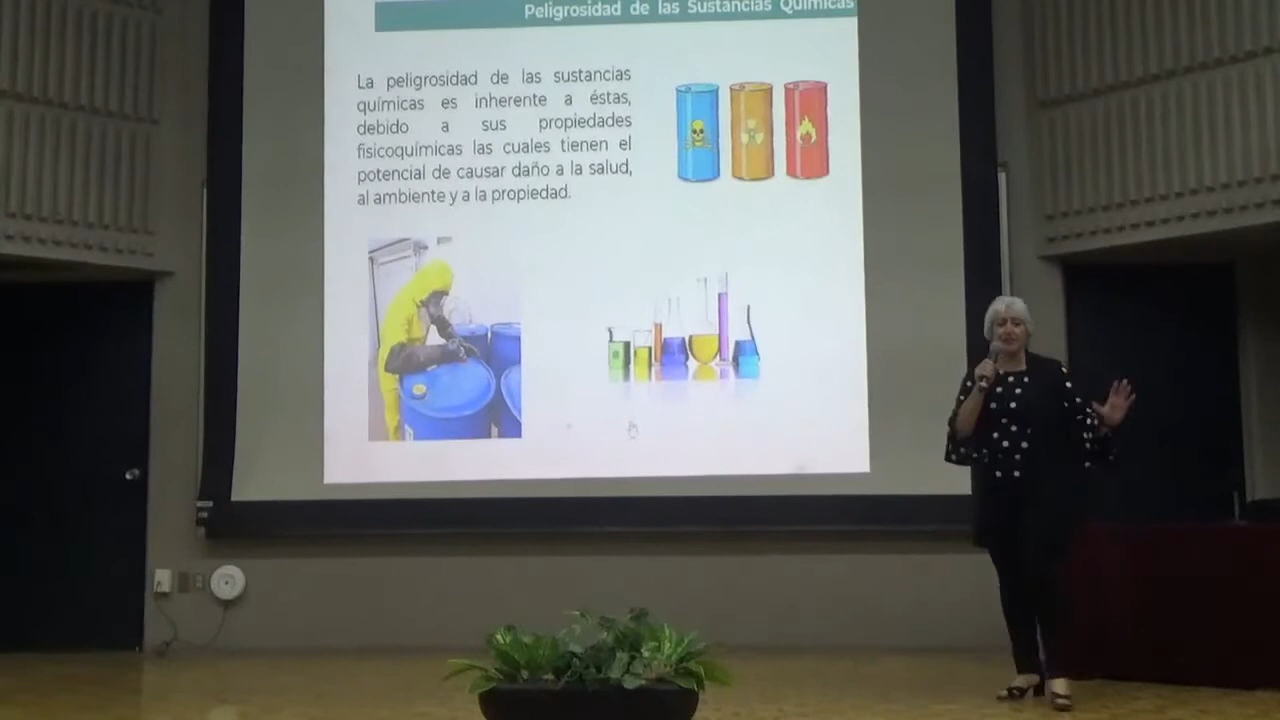 Peligrosidad de las Sustancias Químicas
La peligrosidad de las sustancias
químicas es inherente a éstas,
debido a sus propiedades
fisicoquímicas las cuales tienen el
potencial de causar daño a la salud,
al ambiente y a la propiedad.